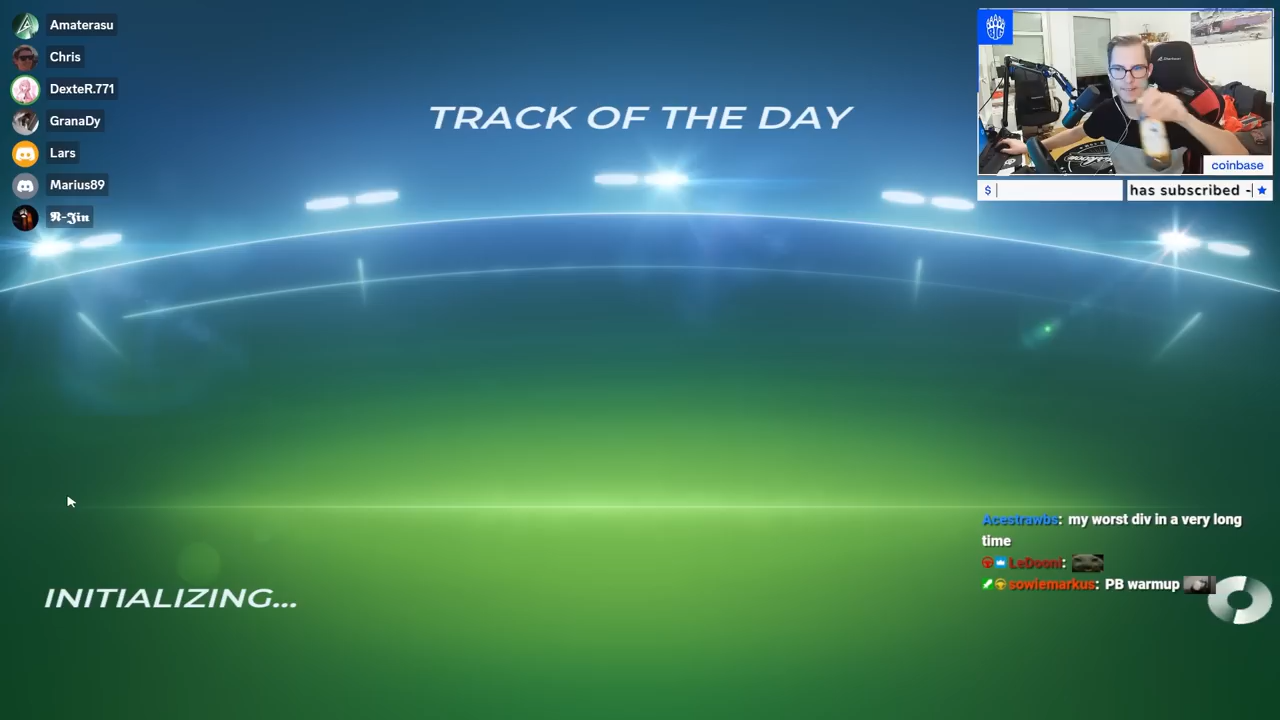 Amaterasu
Chris
DexteR.771
GranaDy
Lars
Marius89
𝕽-𝕵𝖎𝖓
TRACK OF THE DAY
coinbase
$
has subscribed -
INITIALIZING...
Acestrawbs: my worst div in a very long
time
LeDooni:
sowiemarkus: PB warmup